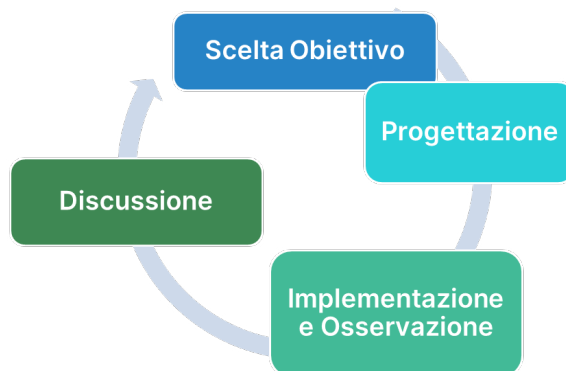 Scelta Obiettivo
Progettazione
Implementazione
e Osservazione
Discussione